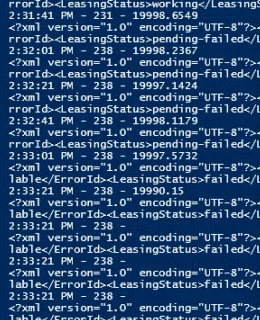 rrorId><LeasingStatus>working</LeasingS
2:31:41 PM - 231 - 19998.6549
<?xml version="1.0" encoding="UTF-8"?><
rrorId><LeasingStatus>pending-failed</L
2:32:01 PM - 238 - 19998.2367
<?xml version="1.0" encoding="UTF-8"?><
rrorId><LeasingStatus>pending-failed</L
2:32:21 PM - 238 - 19997.1424
<?xml version="1.0" encoding="UTF-8"?><
rrorId><LeasingStatus>pending-failed</L
2:32:41 PM - 238 - 19998.1179
<?xml version="1.0" encoding="UTF-8"?><
rrorId><LeasingStatus>pending-failed</L
2:33:01 PM - 238 - 19997.5732
<?xml version="1.0" encoding="UTF-8"?><
lable</ErrorId><LeasingStatus>failed</L
2:33:21 PM - 238 - 19990.15
<?xml version="1.0" encoding="UTF-8"?><
lable</ErrorId><LeasingStatus>failed</L
2:33:21 PM - 238 -
<?xml version="1.0" encoding="UTF-8"?><
lable</ErrorId><LeasingStatus>failed</L
2:33:21 PM - 238 -
<?xml version="1.0" encoding="UTF-8"?><
lable</ErrorId><LeasingStatus>failed</L
2:33:21 PM - 238 -
<?xml version="1.0" encoding="UTF-8"?><
lable</ErrorId><LeasingStatus>failed</L